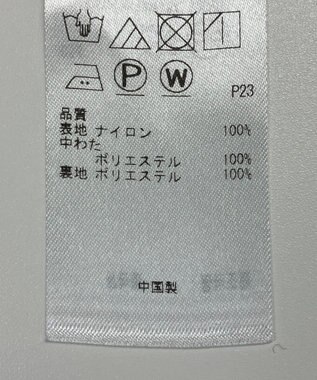 P W
P23
品質
表地 ナイロン 100%
中わた
ポリエステル 100%
裏地 ポリエステル 100%
中国製